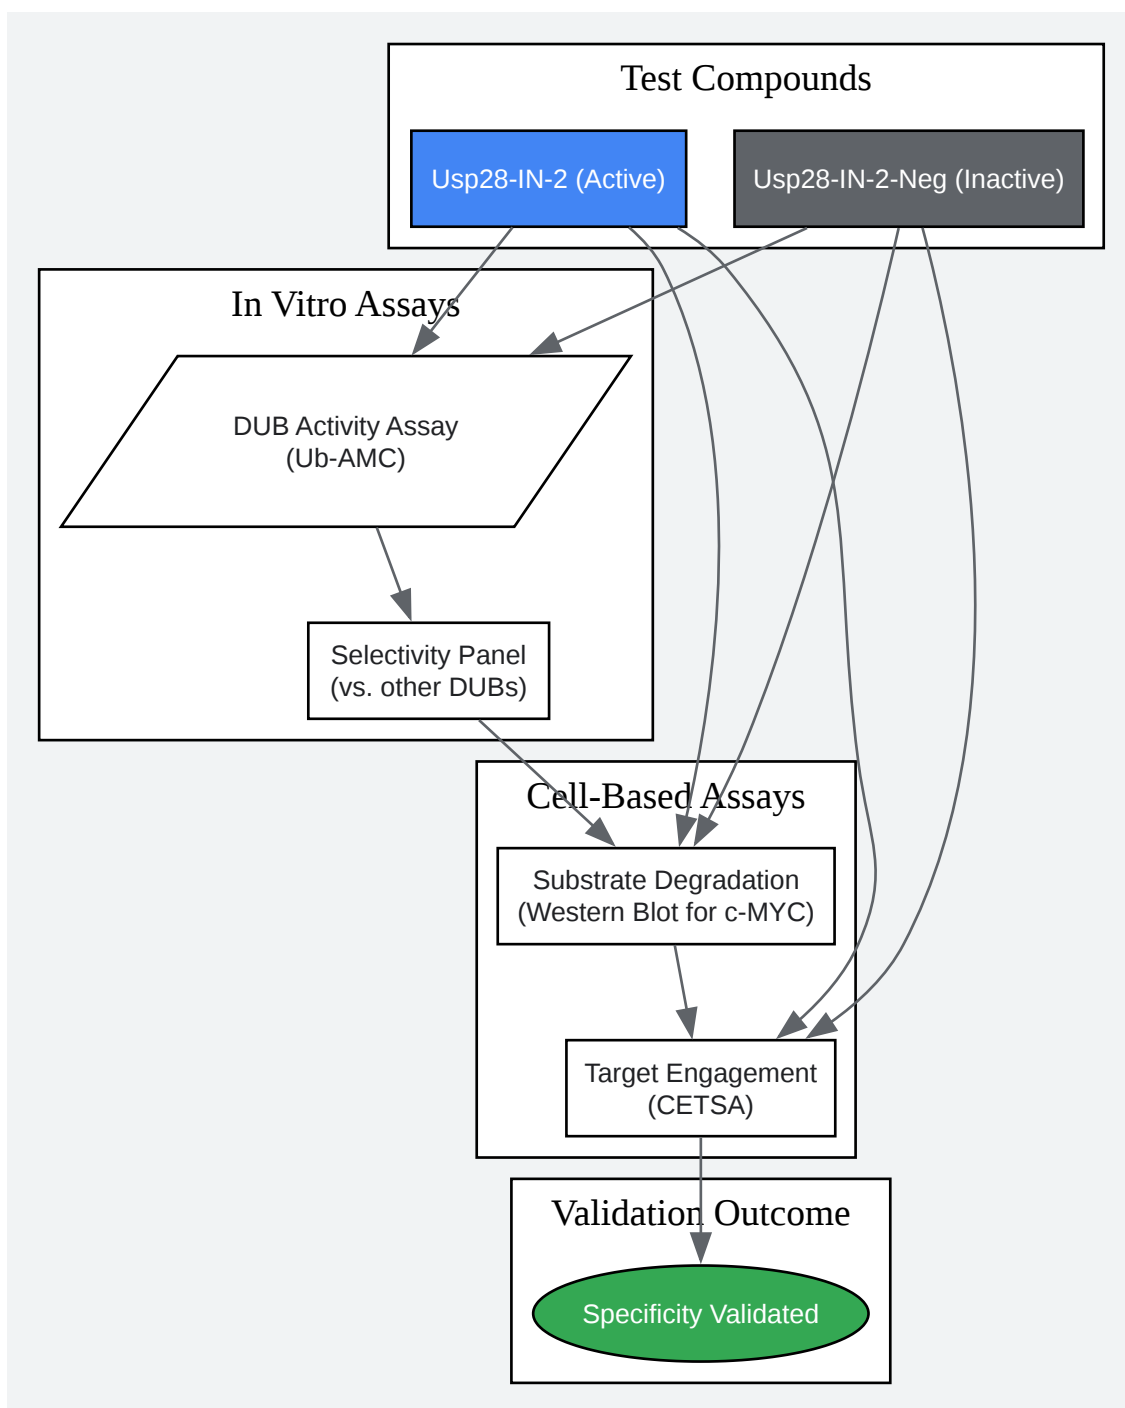 Test Compounds
Usp28-IN-2 (Active)
Usp28-IN-2-Neg (Inactive)
In Vitro Assays
DUB Activity Assay
(Ub-AMC)
Selectivity Panel
(vs. other DUBs)
Cell-Based Assays
Substrate Degradation
(Western Blot for c-MYC)
Target Engagement
(CETSA)
Validation Outcome
Specificity Validated